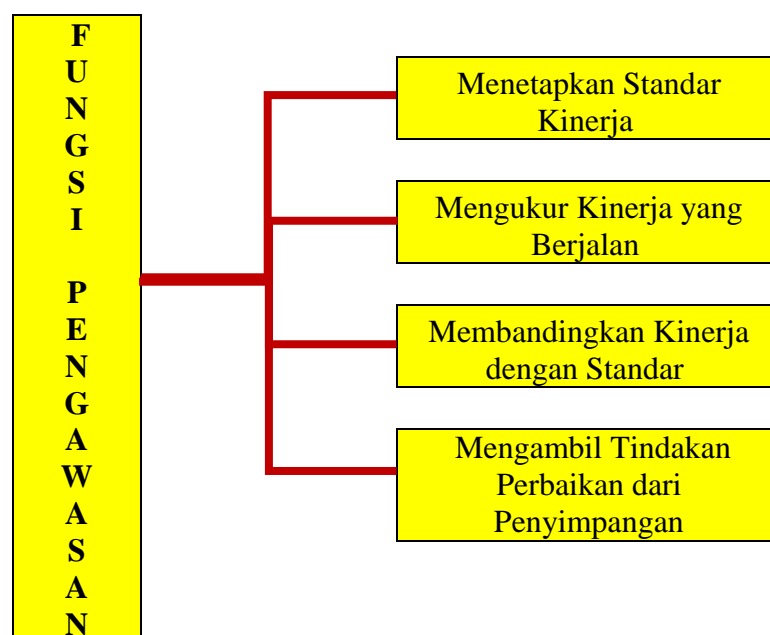 F
U
N
G
S
I
P
E
N
G
A
W
A
S
A
N
Menetapkan Standar
Kinerja
Mengukur Kinerja yang
Berjalan
Membandingkan Kinerja
dengan Standar
Mengambil Tindakan
Perbaikan dari
Penyimpangan